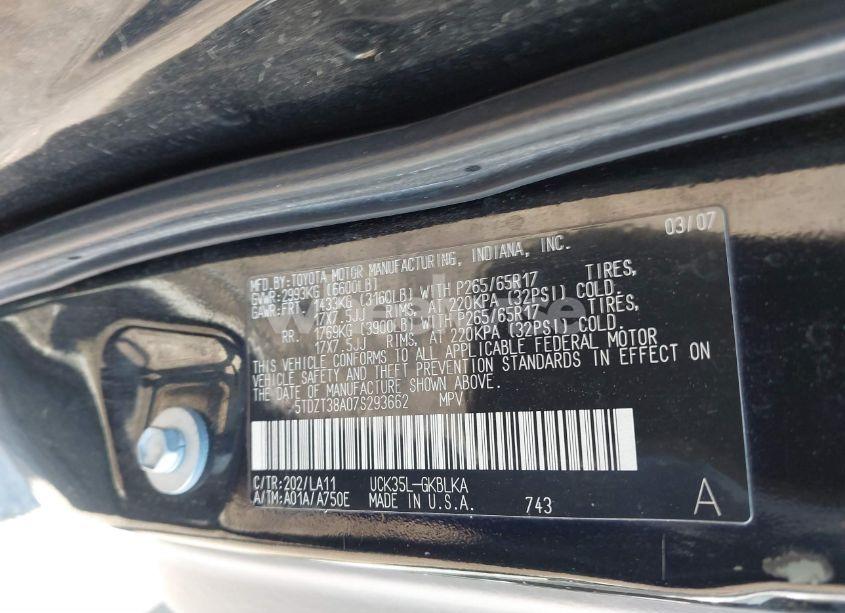 03/07
MFD.BY:TOYOTA MOTOR MANUFACTURING, INDIANA, INC.
GVWR:2993KG (6600LB)
GAWR:FRT. 1433KG (3160LB) WITH P265/65R17 TIRES,
17X7.5JJ RIMS, AT 220KPA (32PSI) COLD.
RR. 1769KG (3900LB) WITH P265/65R17 TIRES,
17X7.5JJ RIMS, AT 220KPA (32PSI) COLD.
THIS VEHICLE CONFORMS TO ALL APPLICABLE FEDERAL MOTOR
VEHICLE SAFETY AND THEFT PREVENTION STANDARDS IN EFFECT ON
THE DATE OF MANUFACTURE SHOWN ABOVE.
5TDZT38A07S293662 MPV
C/TR:202/LA11 UCK35L-GKBLKA
A/TM:A01A/A750E MADE IN U.S.A. 743 A